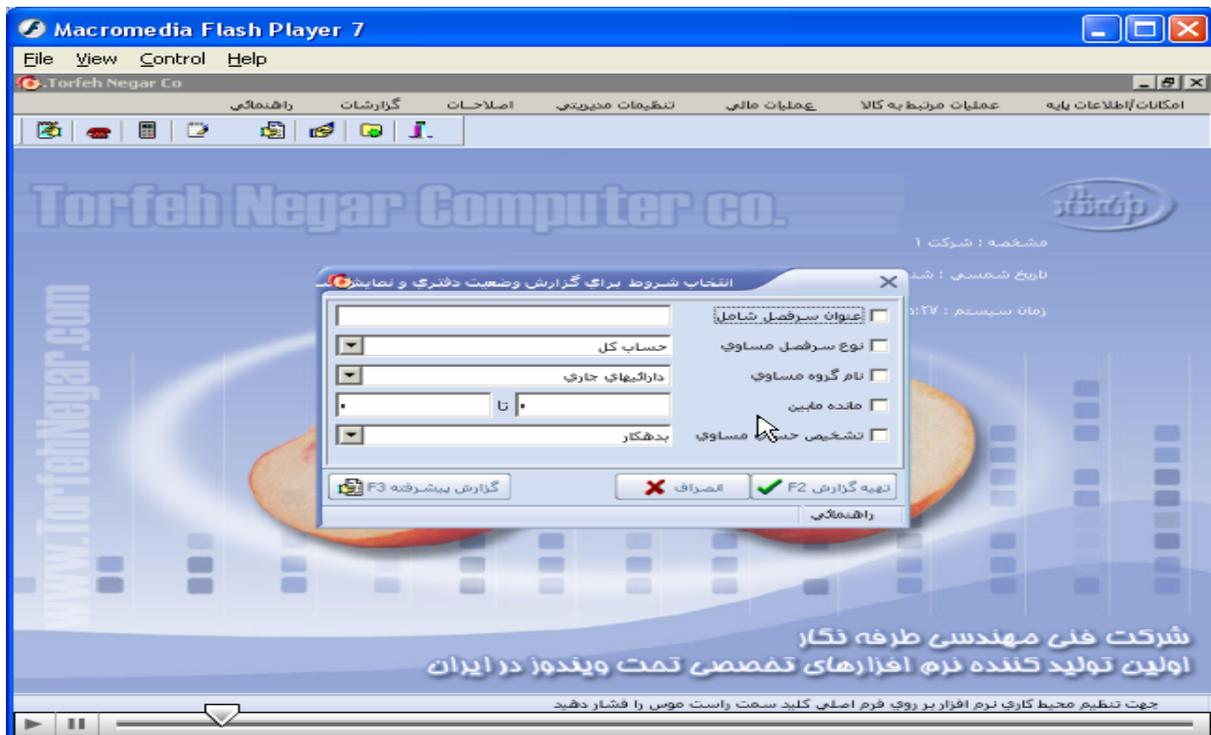 Macromedia Flash Player 7
File View Control Help
.Torfeh Negar Co
امکانات/اطلاعات پایه عملیات مرتبط به کالا عملیات مالی تنظیمات مدیریتی اصلاحات گزارشات راهنمائی
Torfeh Negar Computer co.
مشخصه : شرکت ۱
تاریخ شمسی :
زمان سیستم :
www.TorfehNegar.com
انتخاب شروط برای گزارش وضعیت دفتری و
عنوان سرفصل شامل
نوع سرفصل مساوی حساب کل
نام گروه مساوی دارائیهای جاری
مانده مابین ۰ تا ۰
تشخیص مساوی بدهکار
تهیه گزارش F2 انصراف گزارش پیشرفته F3
راهنمائی
شرکت فنی مهندسی طرفه نگار
اولین تولید کننده نرم افزارهای تخصصی تحت ویندوز در ایران
جهت تنظیم محیط کاری نرم افزار بر روی فرم اصلی کلید سمت راست موس را فشار دهید